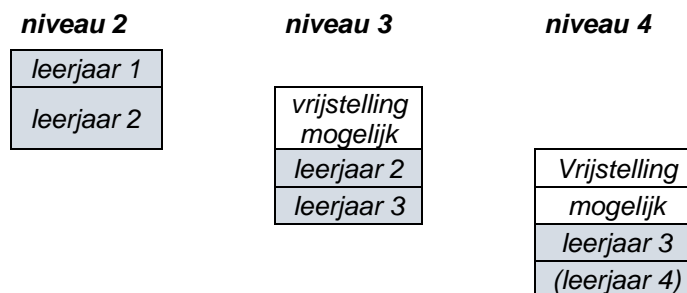 niveau 2
leerjaar 1
leerjaar 2
niveau 3
vrijstelling
mogelijk
leerjaar 2
leerjaar 3
niveau 4
Vrijstelling
mogelijk
leerjaar 3
(leerjaar 4)